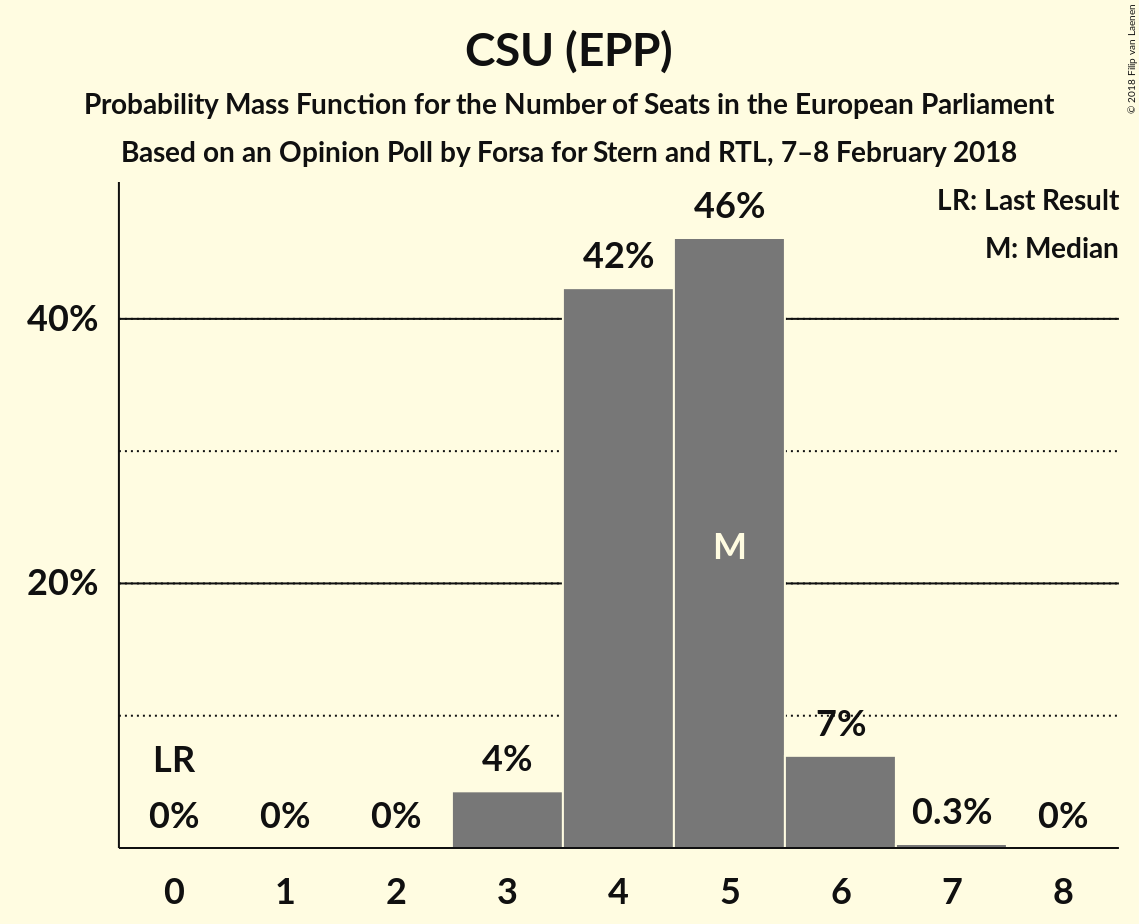 CSU (EPP)
Probability Mass Function for the Number of Seats in the European Parliament
Based on an Opinion Poll by Forsa for Stern and RTL, 7–8 February 2018
© 2018 Filip van Laenen
LR: Last Result
M: Median
46%
42%
40%
M
20%
7%
LR
4%
0%
0%
0%
0.3%
0%
0
1
2
3
4
5
6
7
8